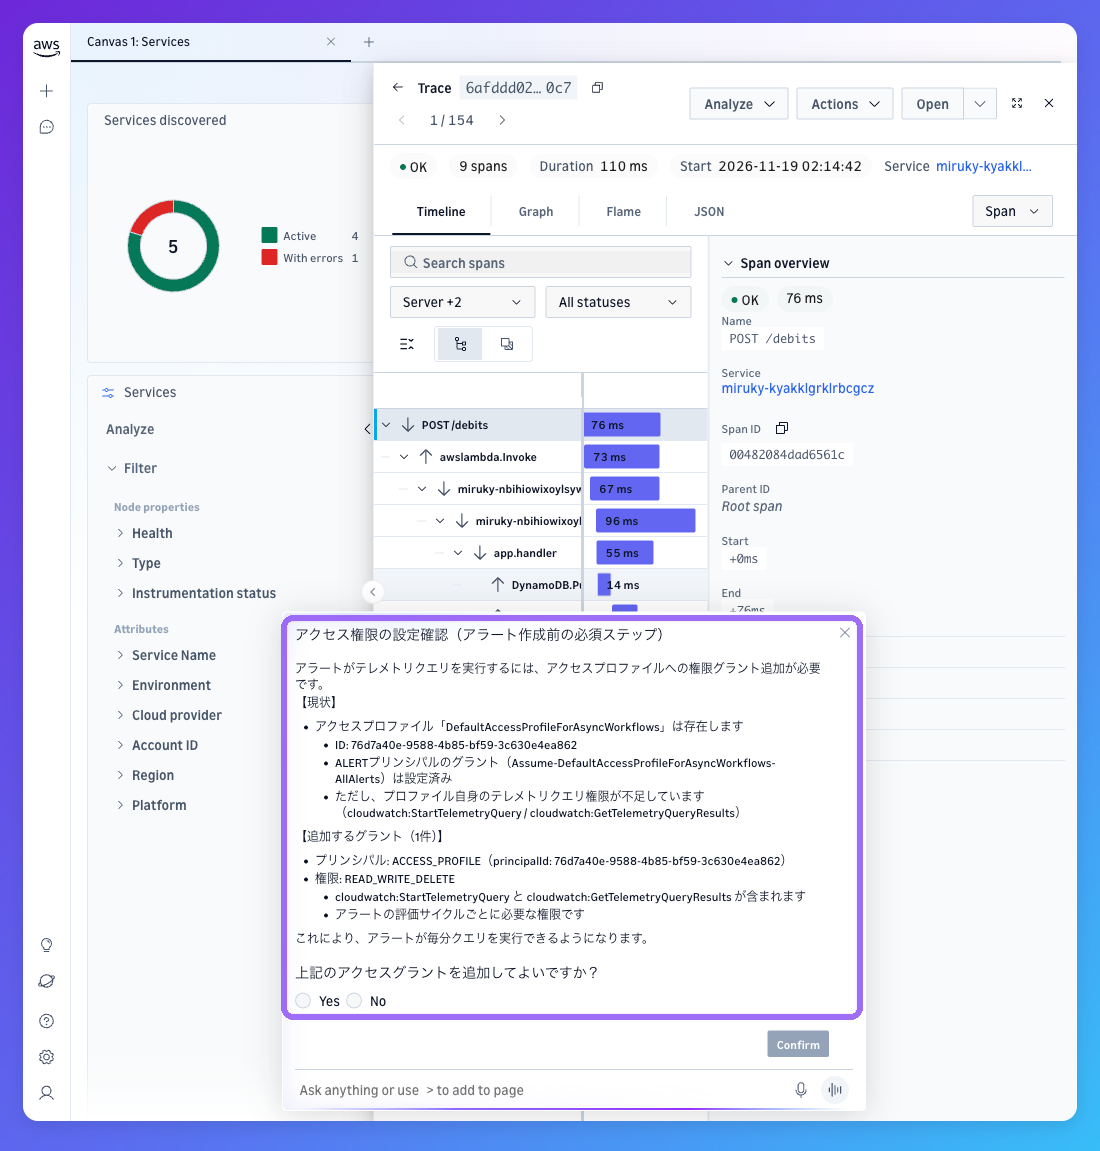 aws
Canvas 1: Services
Services discovered
5
Active 4
With errors 1
Services
Analyze
Filter
Node properties
Health
Type
Instrumentation status
Attributes
Service Name
Environment
Cloud provider
Account ID
Region
Platform
Trace 6afddd02… 0c7
1 / 154
Analyze
Actions
Open
OK
9 spans
Duration 110 ms
Start 2026-11-19 02:14:42
Service miruky-kyakkl…
Timeline
Graph
Flame
JSON
Span
Search spans
Server +2
All statuses
POST /debits 76 ms
awslambda.Invoke 73 ms
miruky-nbihiowixoylsyw 67 ms
miruky-nbihiowixoyl 96 ms
app.handler 55 ms
DynamoDB.Pu 14 ms
Span overview
OK 76 ms
Name
POST /debits
Service
miruky-kyakklgrklrbcgcz
Span ID
00482084dad6561c
Parent ID
Root span
Start
+0ms
End
+76ms
アクセス権限の設定確認（アラート作成前の必須ステップ）
アラートがテレメトリクエリを実行するには、アクセスプロファイルへの権限グラント追加が必要
です。
【現状】
• アクセスプロファイル「DefaultAccessProfileForAsyncWorkflows」は存在します
• ID: 76d7a40e-9588-4b85-bf59-3c630e4ea862
• ALERTプリンシパルのグラント（Assume-DefaultAccessProfileForAsyncWorkflows-
AllAlerts）は設定済み
• ただし、プロファイル自身のテレメトリクエリ権限が不足しています
（cloudwatch:StartTelemetryQuery / cloudwatch:GetTelemetryQueryResults）
【追加するグラント（1件）】
• プリンシパル: ACCESS_PROFILE（principalId: 76d7a40e-9588-4b85-bf59-3c630e4ea862）
• 権限: READ_WRITE_DELETE
• cloudwatch:StartTelemetryQuery と cloudwatch:GetTelemetryQueryResults が含まれます
• アラートの評価サイクルごとに必要な権限です
これにより、アラートが毎分クエリを実行できるようになります。
上記のアクセスグラントを追加してよいですか？
Yes No
Confirm
Ask anything or use > to add to page